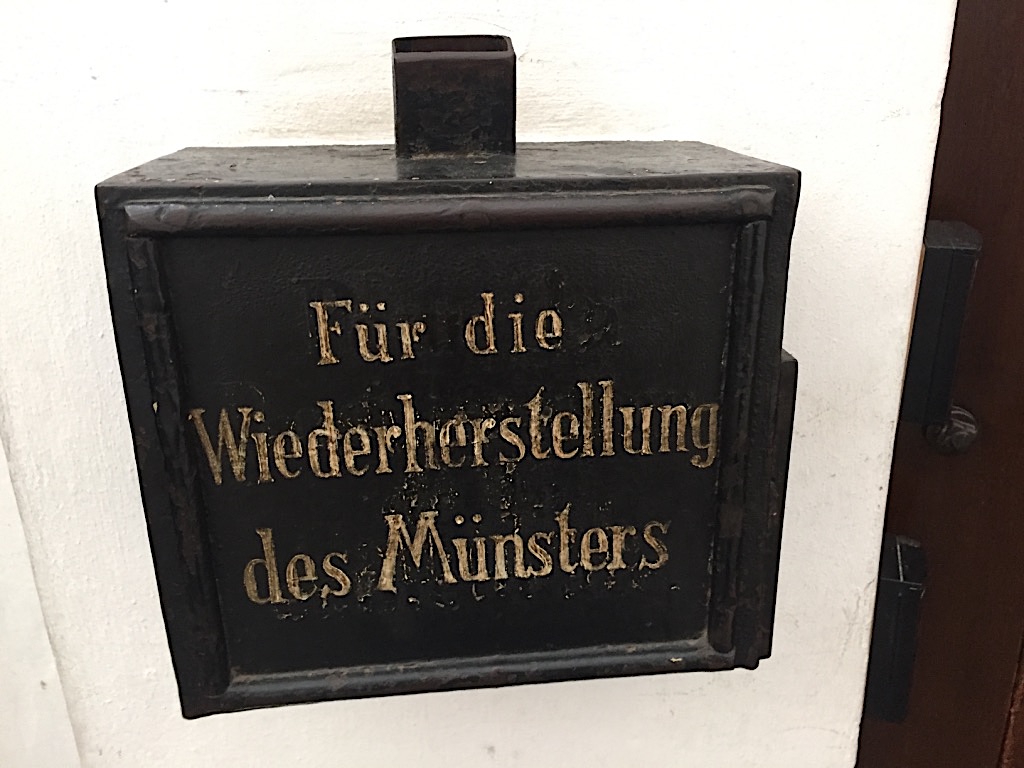 Für die
Wiederherstellung
des Münsters